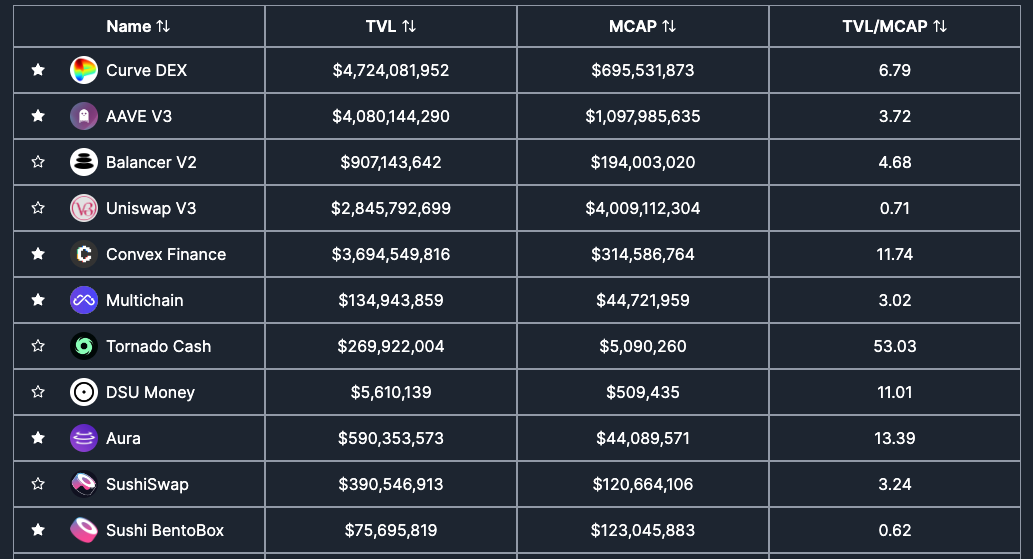 Name TVL MCAP TVL/MCAP
Curve DEX $4,724,081,952 $695,531,873 6.79
AAVE V3 $4,080,144,290 $1,097,985,635 3.72
Balancer V2 $907,143,642 $194,003,020 4.68
V3 Uniswap V3 $2,845,792,699 $4,009,112,304 0.71
Convex Finance $3,694,549,816 $314,586,764 11.74
Multichain $134,943,859 $44,721,959 3.02
Tornado Cash $269,922,004 $5,090,260 53.03
DSU Money $5,610,139 $509,435 11.01
Aura $590,353,573 $44,089,571 13.39
SushiSwap $390,546,913 $120,664,106 3.24
Sushi BentoBox $75,695,819 $123,045,883 0.62